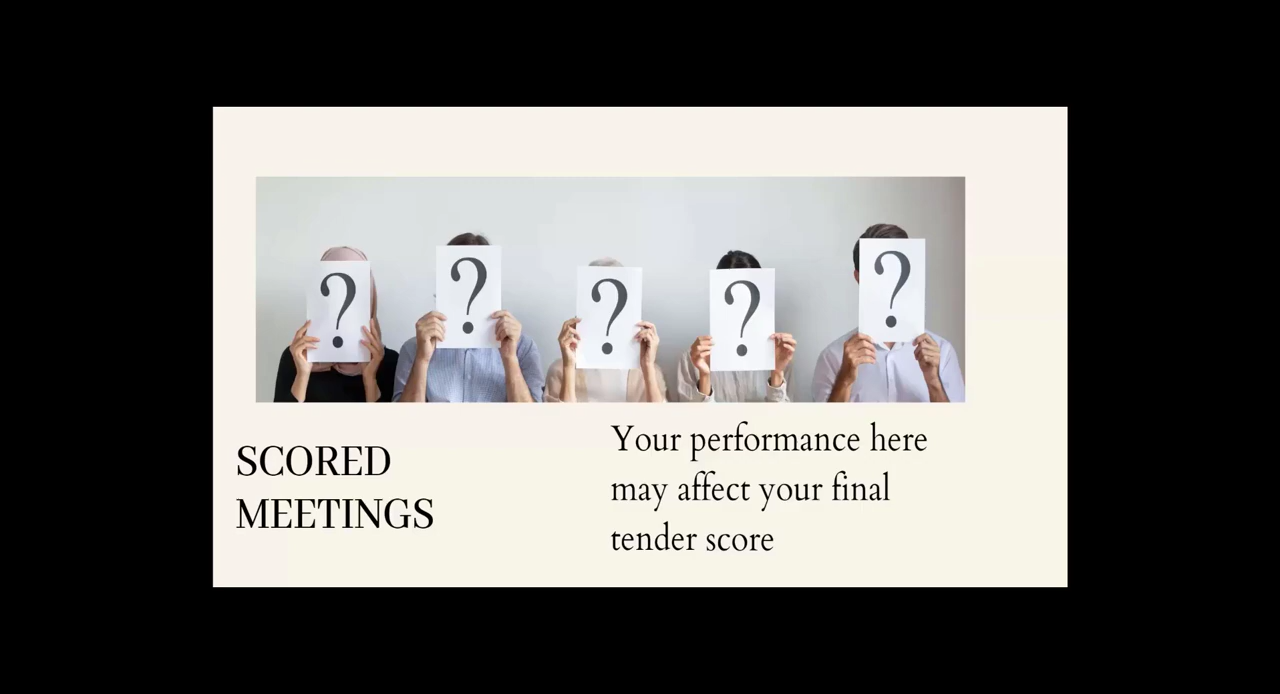 ?
?
?
?
?
SCORED
MEETINGS
Your performance here
may affect your final
tender score